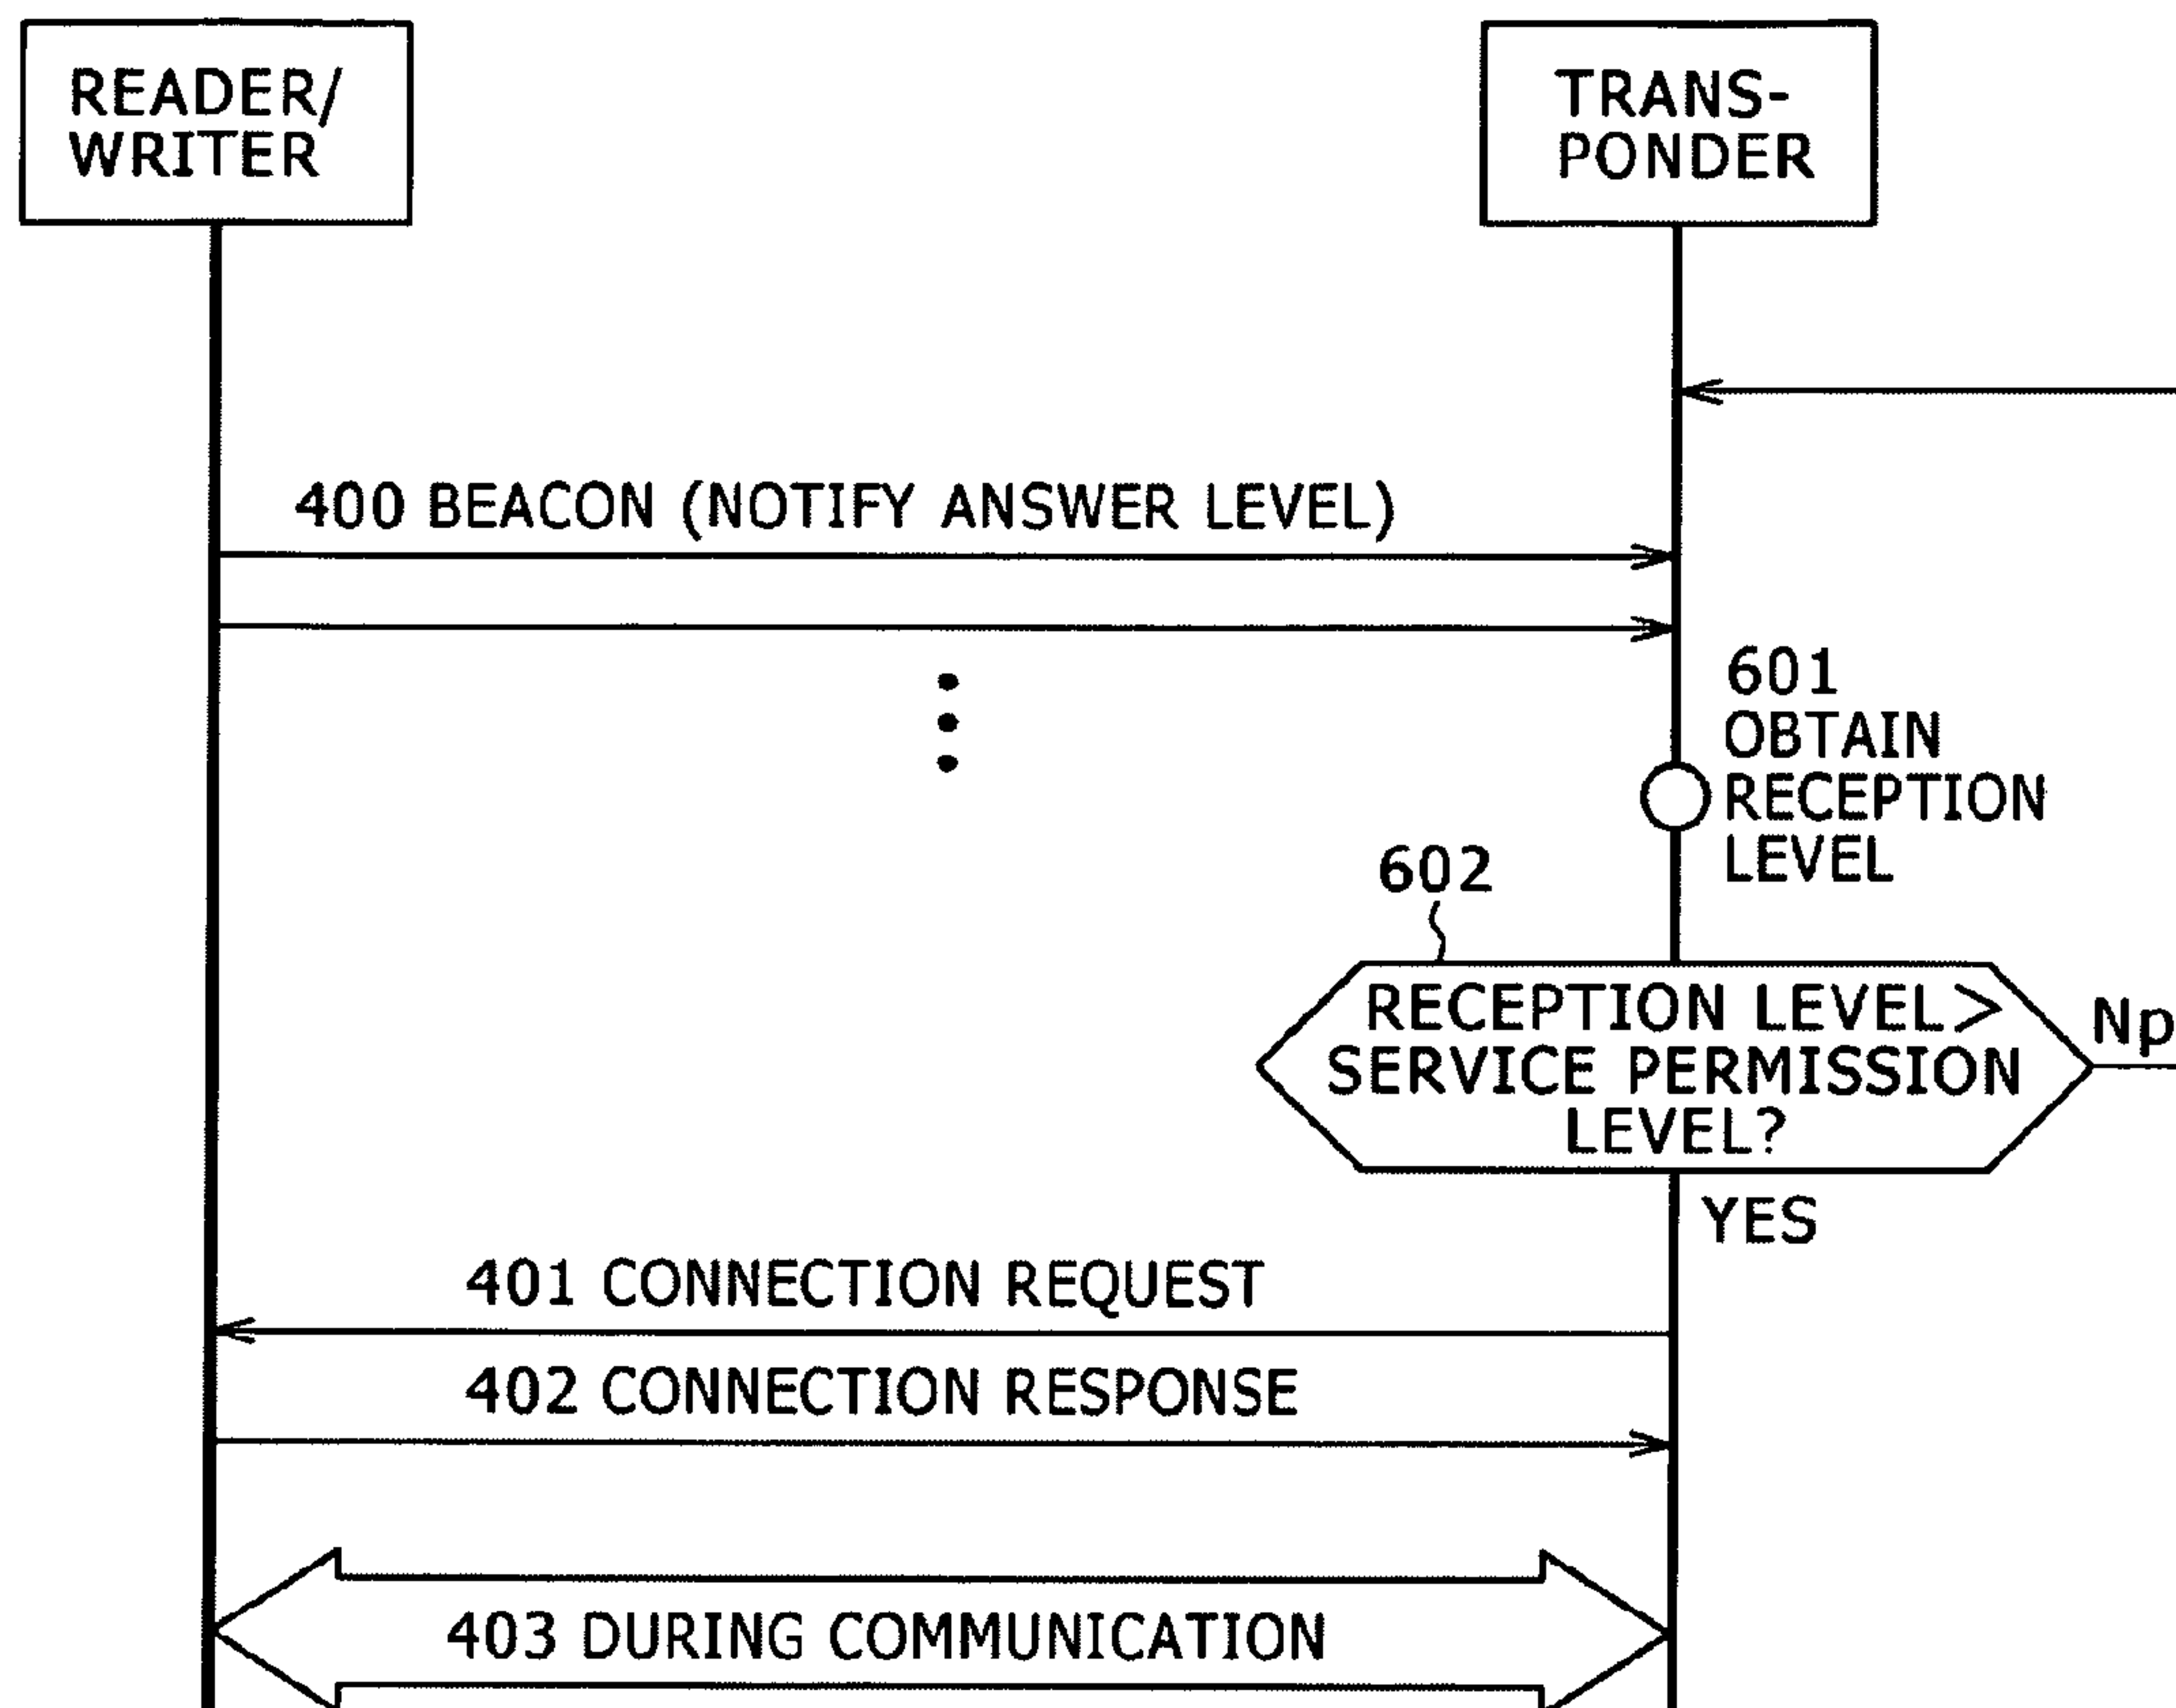 READER/
WRITER
TRANS-
PONDER
400 BEACON (NOTIFY ANSWER LEVEL)
601
OBTAIN
RECEPTION
LEVEL
602
RECEPTION LEVEL>
SERVICE PERMISSION
LEVEL?
Np
YES
401 CONNECTION REQUEST
402 CONNECTION RESPONSE
403 DURING COMMUNICATION